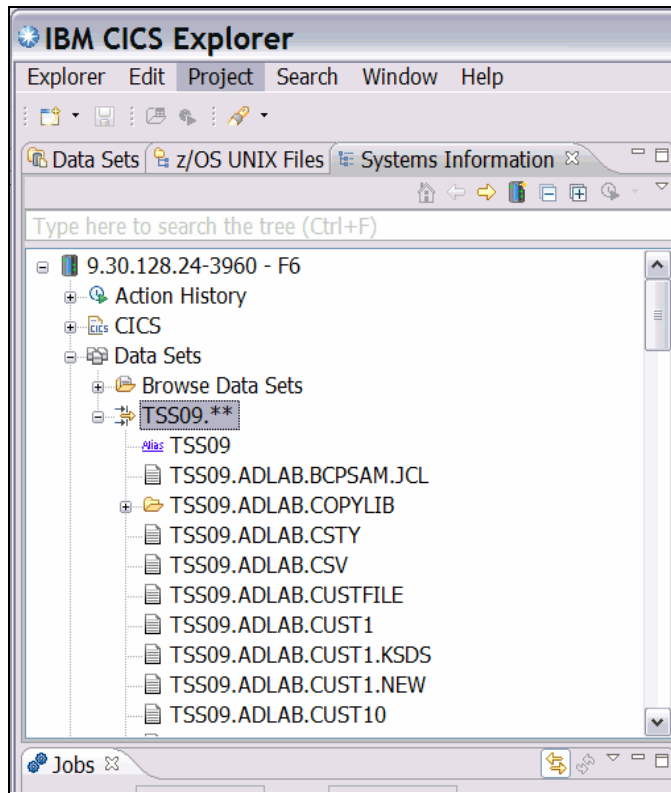 IBM CICS Explorer
Explorer Edit Project Search Window Help
Data Sets z/OS UNIX Files Systems Information
Type here to search the tree (Ctrl+F)
9.30.128.24-3960 - F6
Action History
CICS CICS
Data Sets
Browse Data Sets
TSS09.**
Alias TSS09
TSS09.ADLAB.BCPSAM.JCL
TSS09.ADLAB.COPYLIB
TSS09.ADLAB.CSTY
TSS09.ADLAB.CSV
TSS09.ADLAB.CUSTFILE
TSS09.ADLAB.CUST1
TSS09.ADLAB.CUST1.KSDS
TSS09.ADLAB.CUST1.NEW
TSS09.ADLAB.CUST10
Jobs